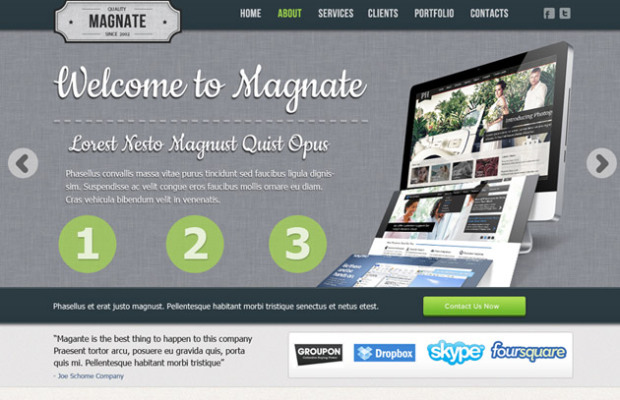 QUALITY
MAGNATE
SINCE 2002
HOME ABOUT SERVICES CLIENTS PORTFOLIO CONTACTS
Welcome to Magnate
Lorest Nesto Magnust Quist Opus
Phasellus convallis massa vitae purus tincidunt sed faucibus ligula dignis-
sim. Suspendisse ac velit congue eros faucibus mollis ornare eu diam.
Cras vehicula bibendum velit in venenatis.
1 2 3
PH
Introducing Photog
Phasellus et erat justo magnust. Pellentesque habitant morbi tristique senectus et netus etest.
Contact Us Now
"Magante is the best thing to happen to this company
Praesent tortor arcu, posuere eu gravida quis, porta
quis mi. Pellentesque habitant morbi tristique"
- Joe Schome Company
GROUPON
Dropbox
skype
foursquare